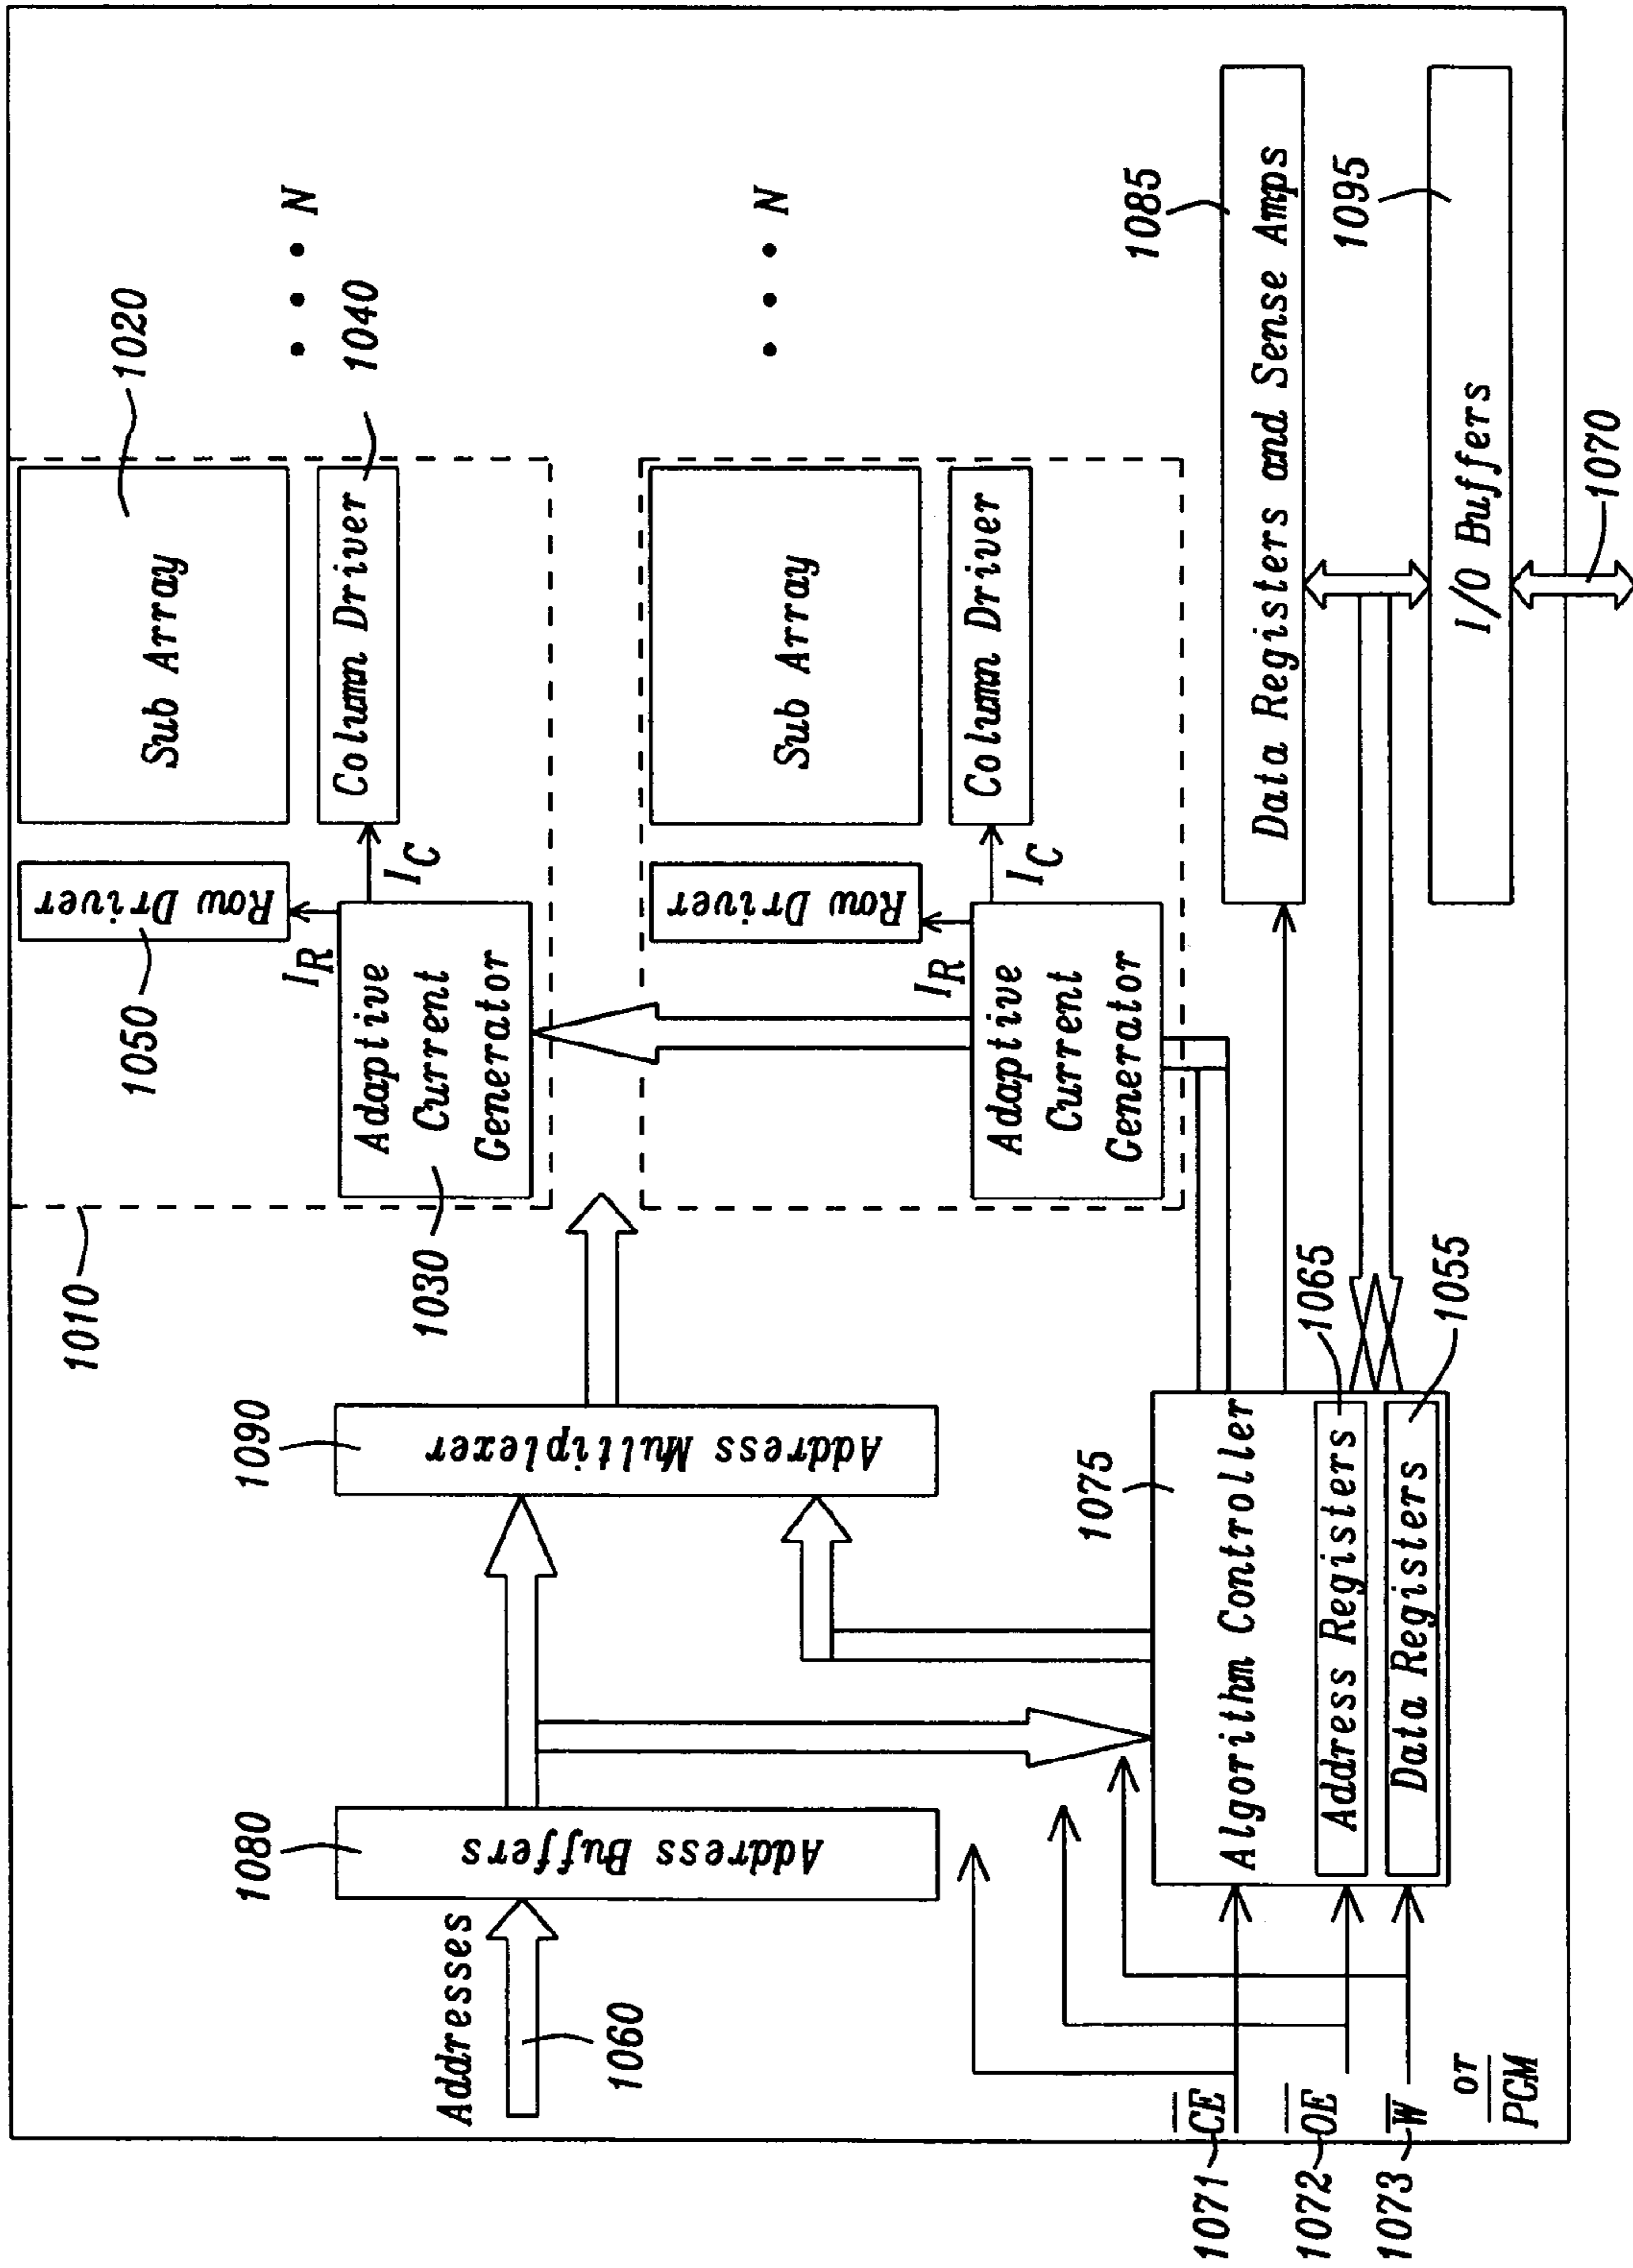 1010
1020
Sub Array
Row Driver
1050
Column Driver
1040
I_R
I_C
Adaptive
Current
Generator
1030
• • • N
Sub Array
Row Driver
Column Driver
I_R
I_C
Adaptive
Current
Generator
• • • N
1090
Address Multiplexer
1080
Address Buffers
Addresses
1060
1075
Algorithm Controller
Address Registers
1065
Data Registers
1055
1085
Data Registers and Sense Amps
1095
I/O Buffers
1070
1071
C̅E̅
1072
O̅E̅
1073
W̅
or
P̅G̅M̅